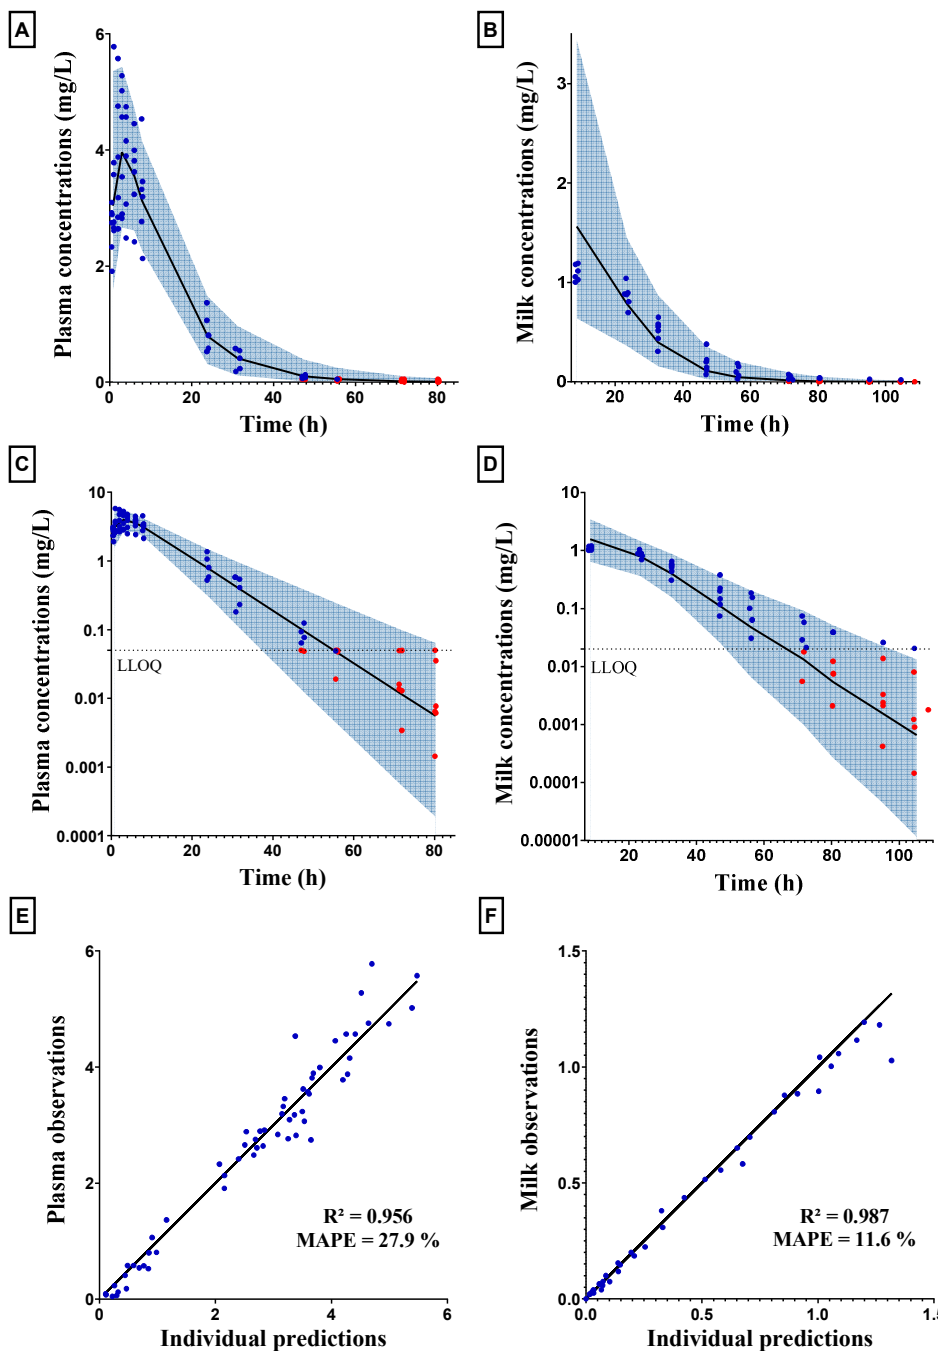 A
Plasma concentrations (mg/L)
6
4
2
0
0
20
40
60
80
Time (h)
B
Milk concentrations (mg/L)
3
2
1
0
20
40
60
80
100
Time (h)
C
Plasma concentrations (mg/L)
10
1
0.1
0.01
0.001
0.0001
LLOQ
0
20
40
60
80
Time (h)
D
Milk concentrations (mg/L)
10
1
0.1
0.01
0.001
0.0001
0.00001
LLOQ
20
40
60
80
100
Time (h)
E
Plasma observations
6
4
2
0
R² = 0.956
MAPE = 27.9 %
0
2
4
6
Individual predictions
F
Milk observations
1.5
1.0
0.5
0.0
R² = 0.987
MAPE = 11.6 %
0.0
0.5
1.0
1.5
Individual predictions